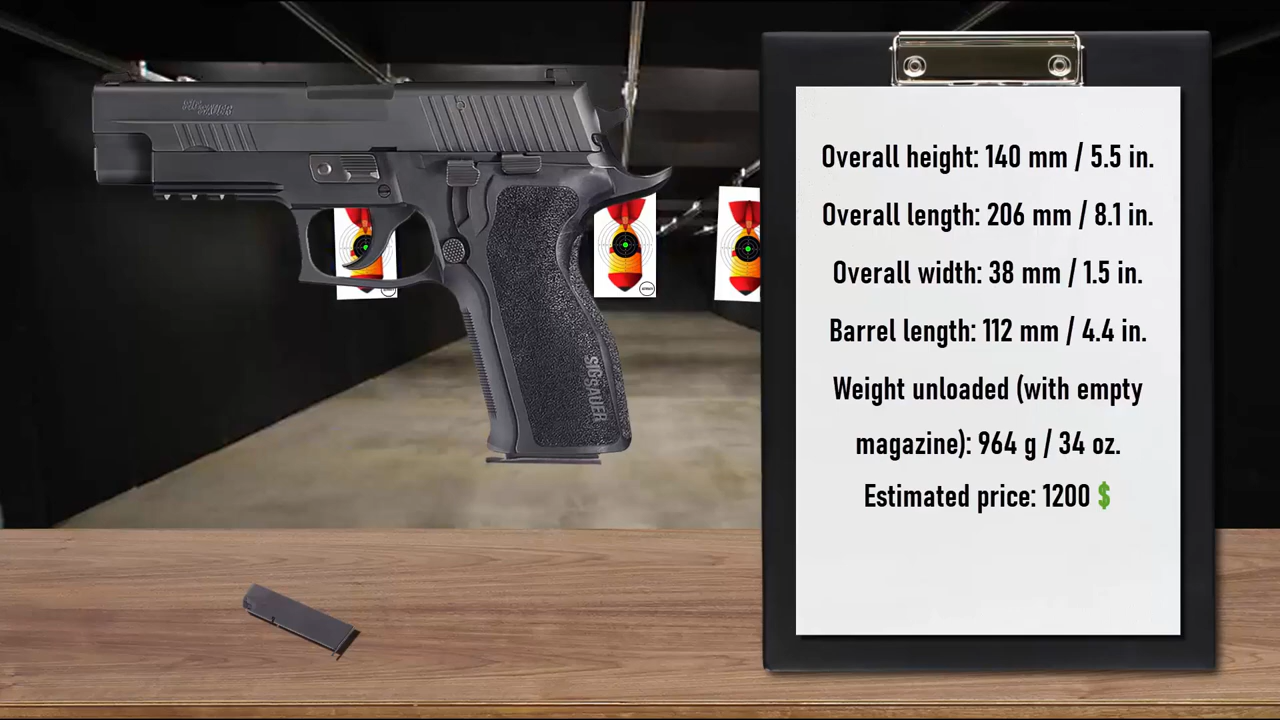 SIG SAUER
SIG SAUER
Overall height: 140 mm / 5.5 in.
Overall length: 206 mm / 8.1 in.
Overall width: 38 mm / 1.5 in.
Barrel length: 112 mm / 4.4 in.
Weight unloaded (with empty
magazine): 964 g / 34 oz.
Estimated price: 1200 $